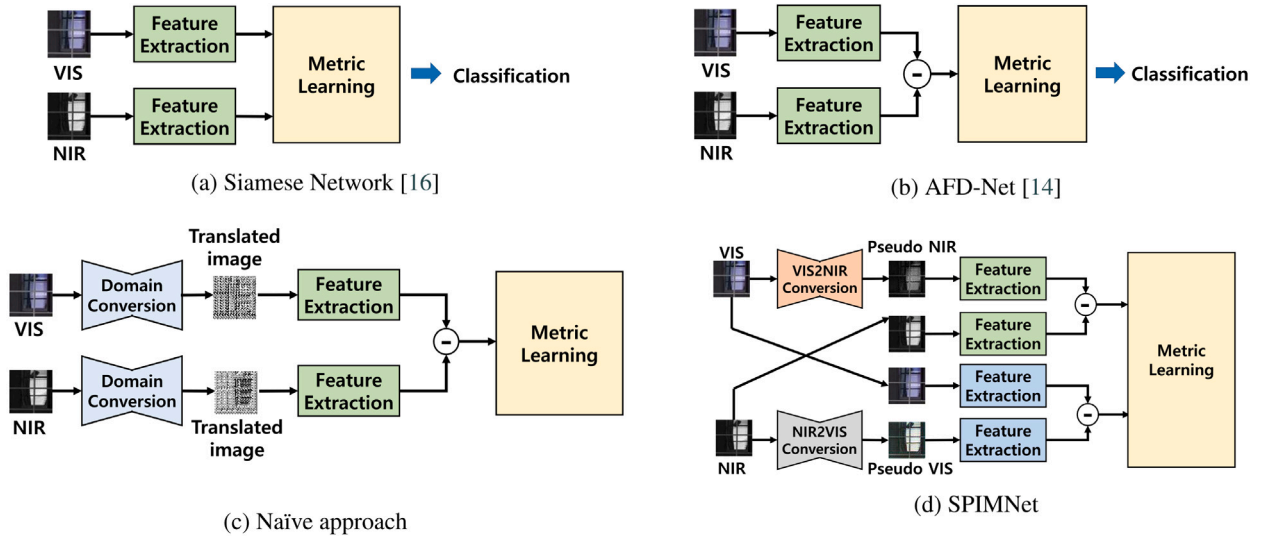 VIS
Feature
Extraction
NIR
Feature
Extraction
Metric
Learning
Classification
(a) Siamese Network [16]
VIS
Feature
Extraction
NIR
Feature
Extraction
-
Metric
Learning
Classification
(b) AFD-Net [14]
VIS
Domain
Conversion
Translated
image
Feature
Extraction
NIR
Domain
Conversion
Translated
image
Feature
Extraction
-
Metric
Learning
(c) Naïve approach
VIS
VIS2NIR
Conversion
Pseudo NIR
Feature
Extraction
Feature
Extraction
-
Feature
Extraction
NIR
NIR2VIS
Conversion
Pseudo VIS
Feature
Extraction
-
Metric
Learning
(d) SPIMNet